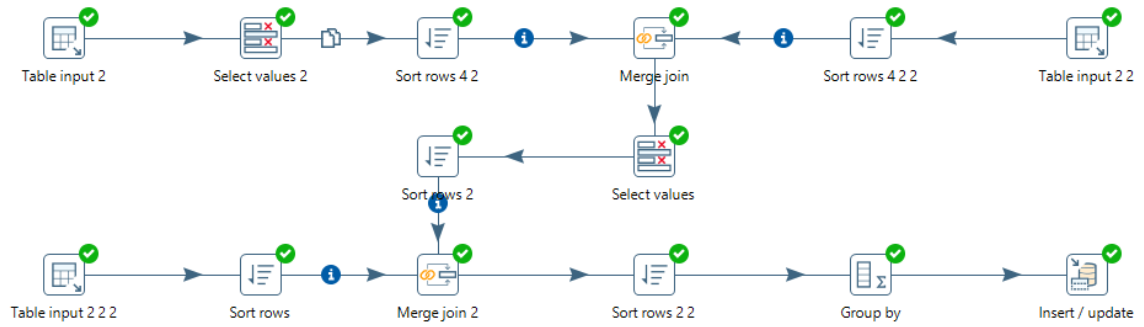 Table input 2
Select values 2
Sort rows 4 2
Merge join
Sort rows 4 2 2
Table input 2 2
Sort rows 2
Select values
Table input 2 2 2
Sort rows
Merge join 2
Sort rows 2 2
Group by
Insert / update